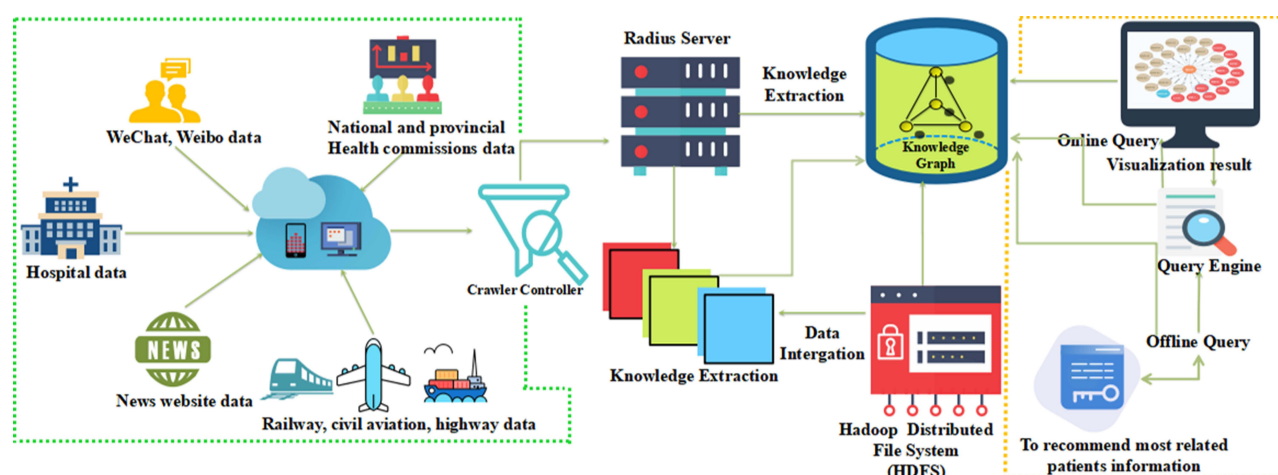 WeChat, Weibo data
National and provincial
Health commissions data
Hospital data
NEWS
News website data
Railway, civil aviation, highway data
Crawler Controller
Radius Server
Knowledge
Extraction
Knowledge Extraction
Data
Intergation
Knowledge
Graph
Hadoop Distributed
File System
(HDFS)
Online Query
Visualization result
Query Engine
Offline Query
To recommend most related
patients information